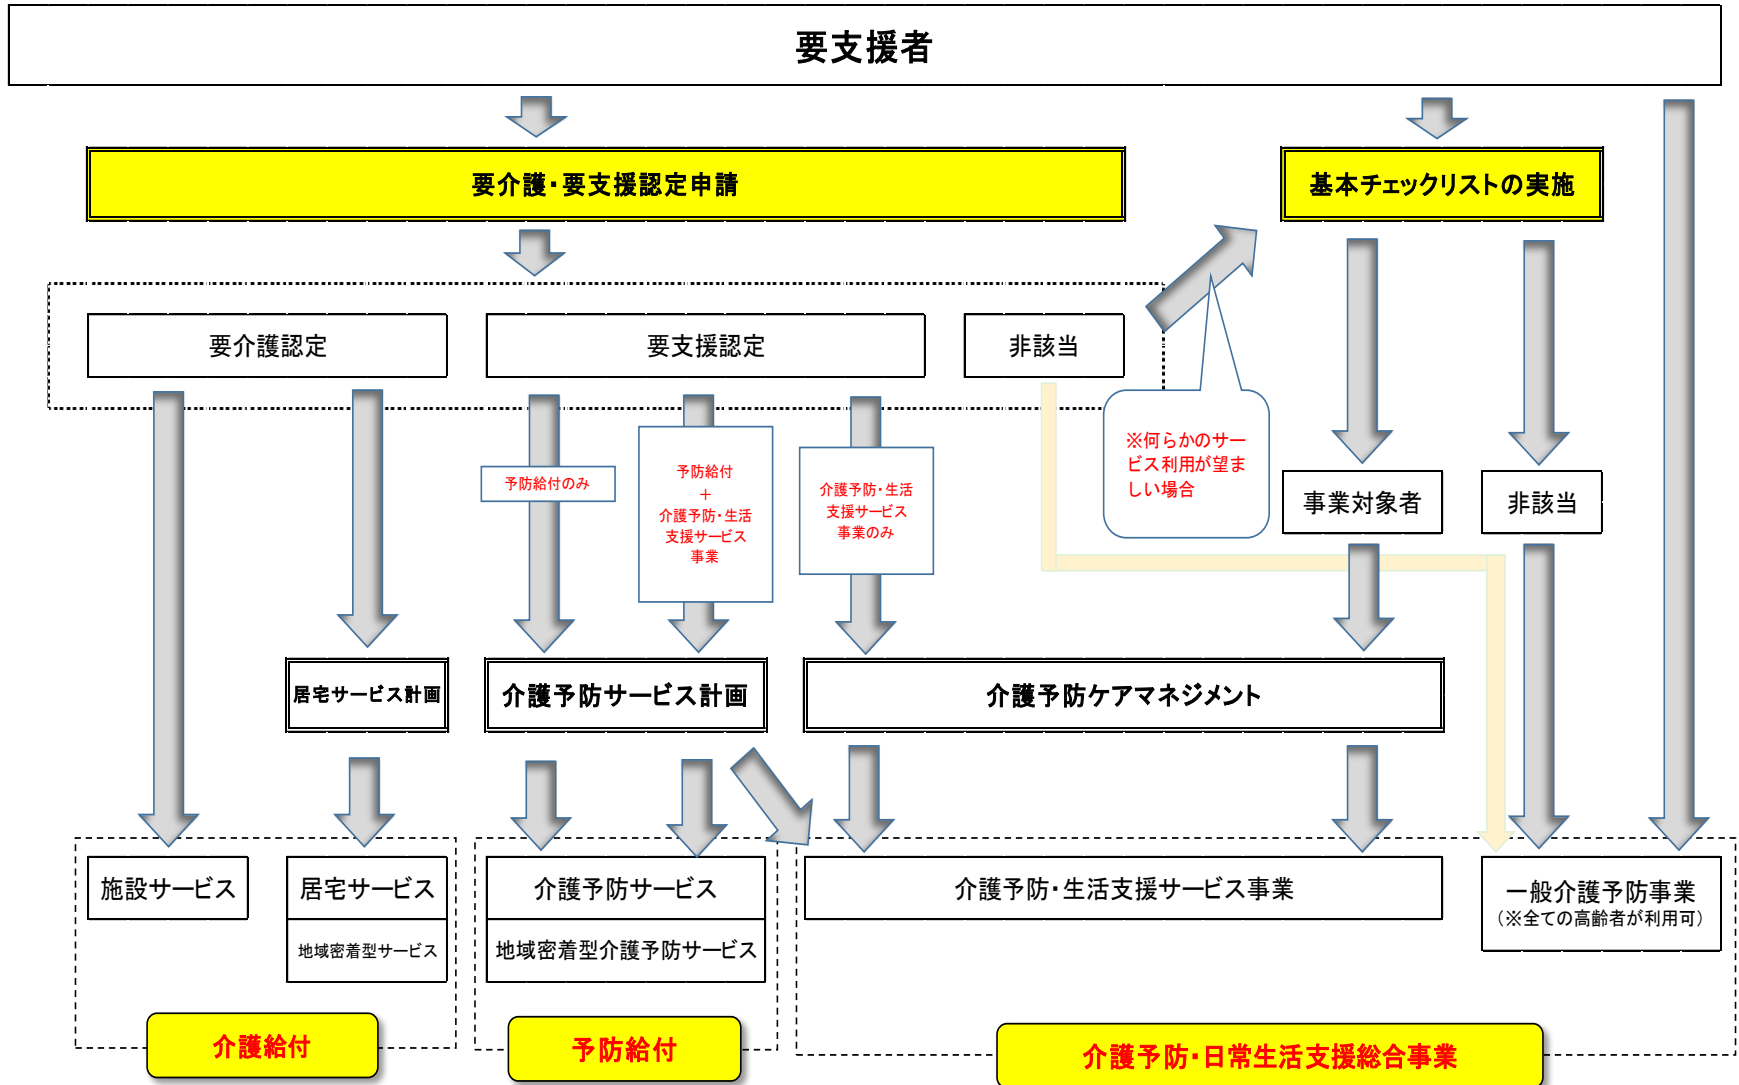 要支援者
要介護・要支援認定申請
基本チェックリストの実施
要介護認定
要支援認定
非該当
※何らかのサー
ビス利用が望ま
しい場合
予防給付のみ
予防給付
+
介護予防・生活
支援サービス
事業
介護予防・生活
支援サービス
事業のみ
事業対象者
非該当
居宅サービス計画
介護予防サービス計画
介護予防ケアマネジメント
施設サービス
居宅サービス
地域密着型サービス
介護予防サービス
地域密着型介護予防サービス
介護予防・生活支援サービス事業
一般介護予防事業
(※全ての高齢者が利用可)
介護給付
予防給付
介護予防・日常生活支援総合事業